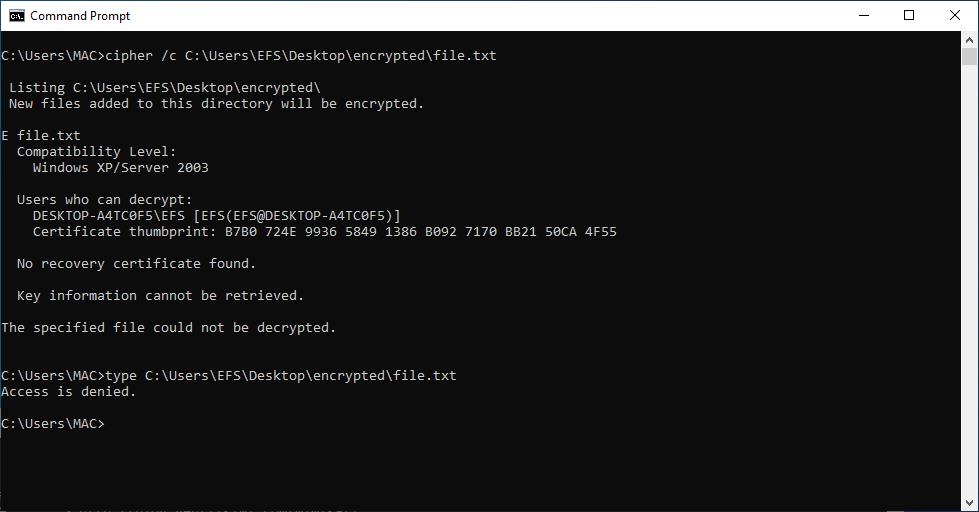 Command Prompt
C:\Users\MAC>cipher /c C:\Users\EFS\Desktop\encrypted\file.txt
Listing C:\Users\EFS\Desktop\encrypted\
New files added to this directory will be encrypted.
E file.txt
Compatibility Level:
Windows XP/Server 2003
Users who can decrypt:
DESKTOP-A4TC0F5\EFS [EFS(EFS@DESKTOP-A4TC0F5)]
Certificate thumbprint: B7B0 724E 9936 5849 1386 B092 7170 BB21 50CA 4F55
No recovery certificate found.
Key information cannot be retrieved.
The specified file could not be decrypted.
C:\Users\MAC>type C:\Users\EFS\Desktop\encrypted\file.txt
Access is denied.
C:\Users\MAC>